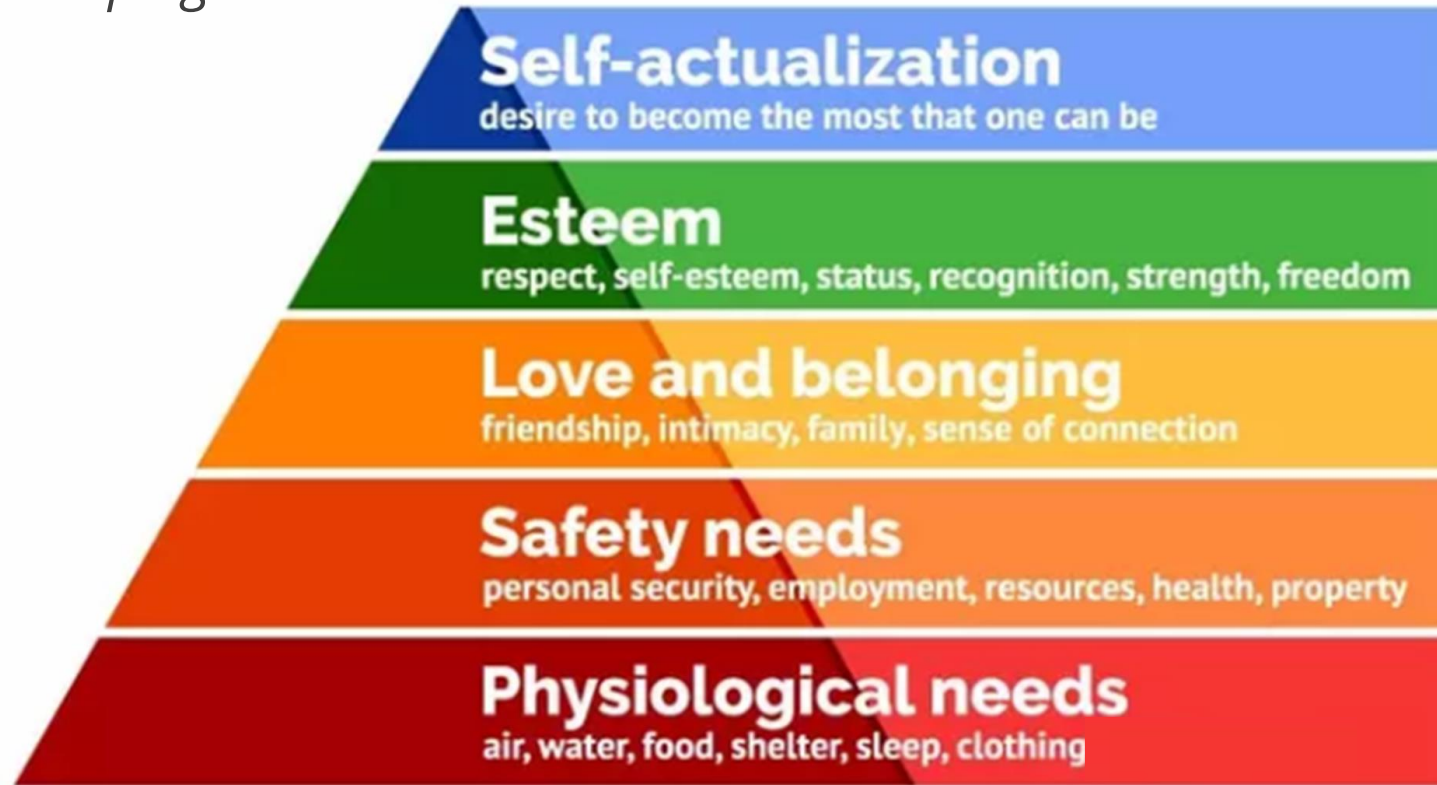 Self-actualization
desire to become the most that one can be
Esteem
respect, self-esteem, status, recognition, strength, freedom
Love and belonging
friendship, intimacy, family, sense of connection
Safety needs
personal security, employment, resources, health, property
Physiological needs
air, water, food, shelter, sleep, clothing